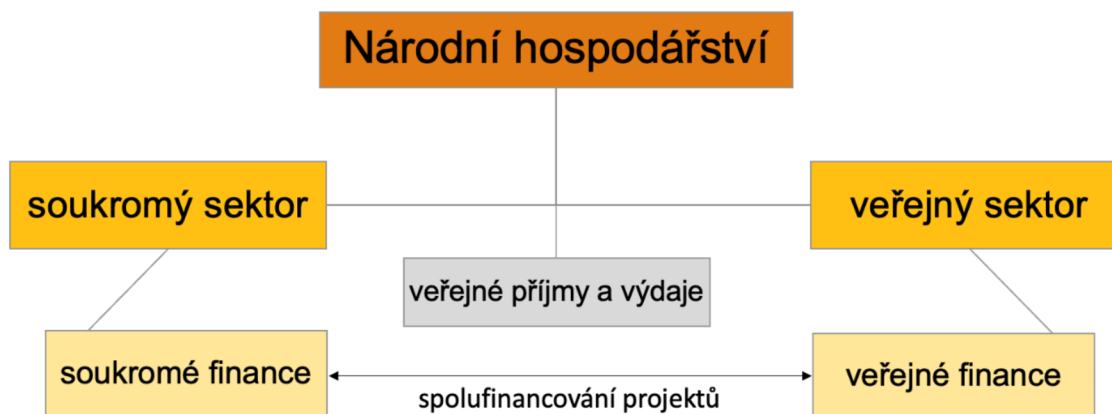 Národní hospodářství
soukromý sektor
veřejný sektor
veřejné příjmy a výdaje
soukromé finance
veřejné finance
spolufinancování projektů